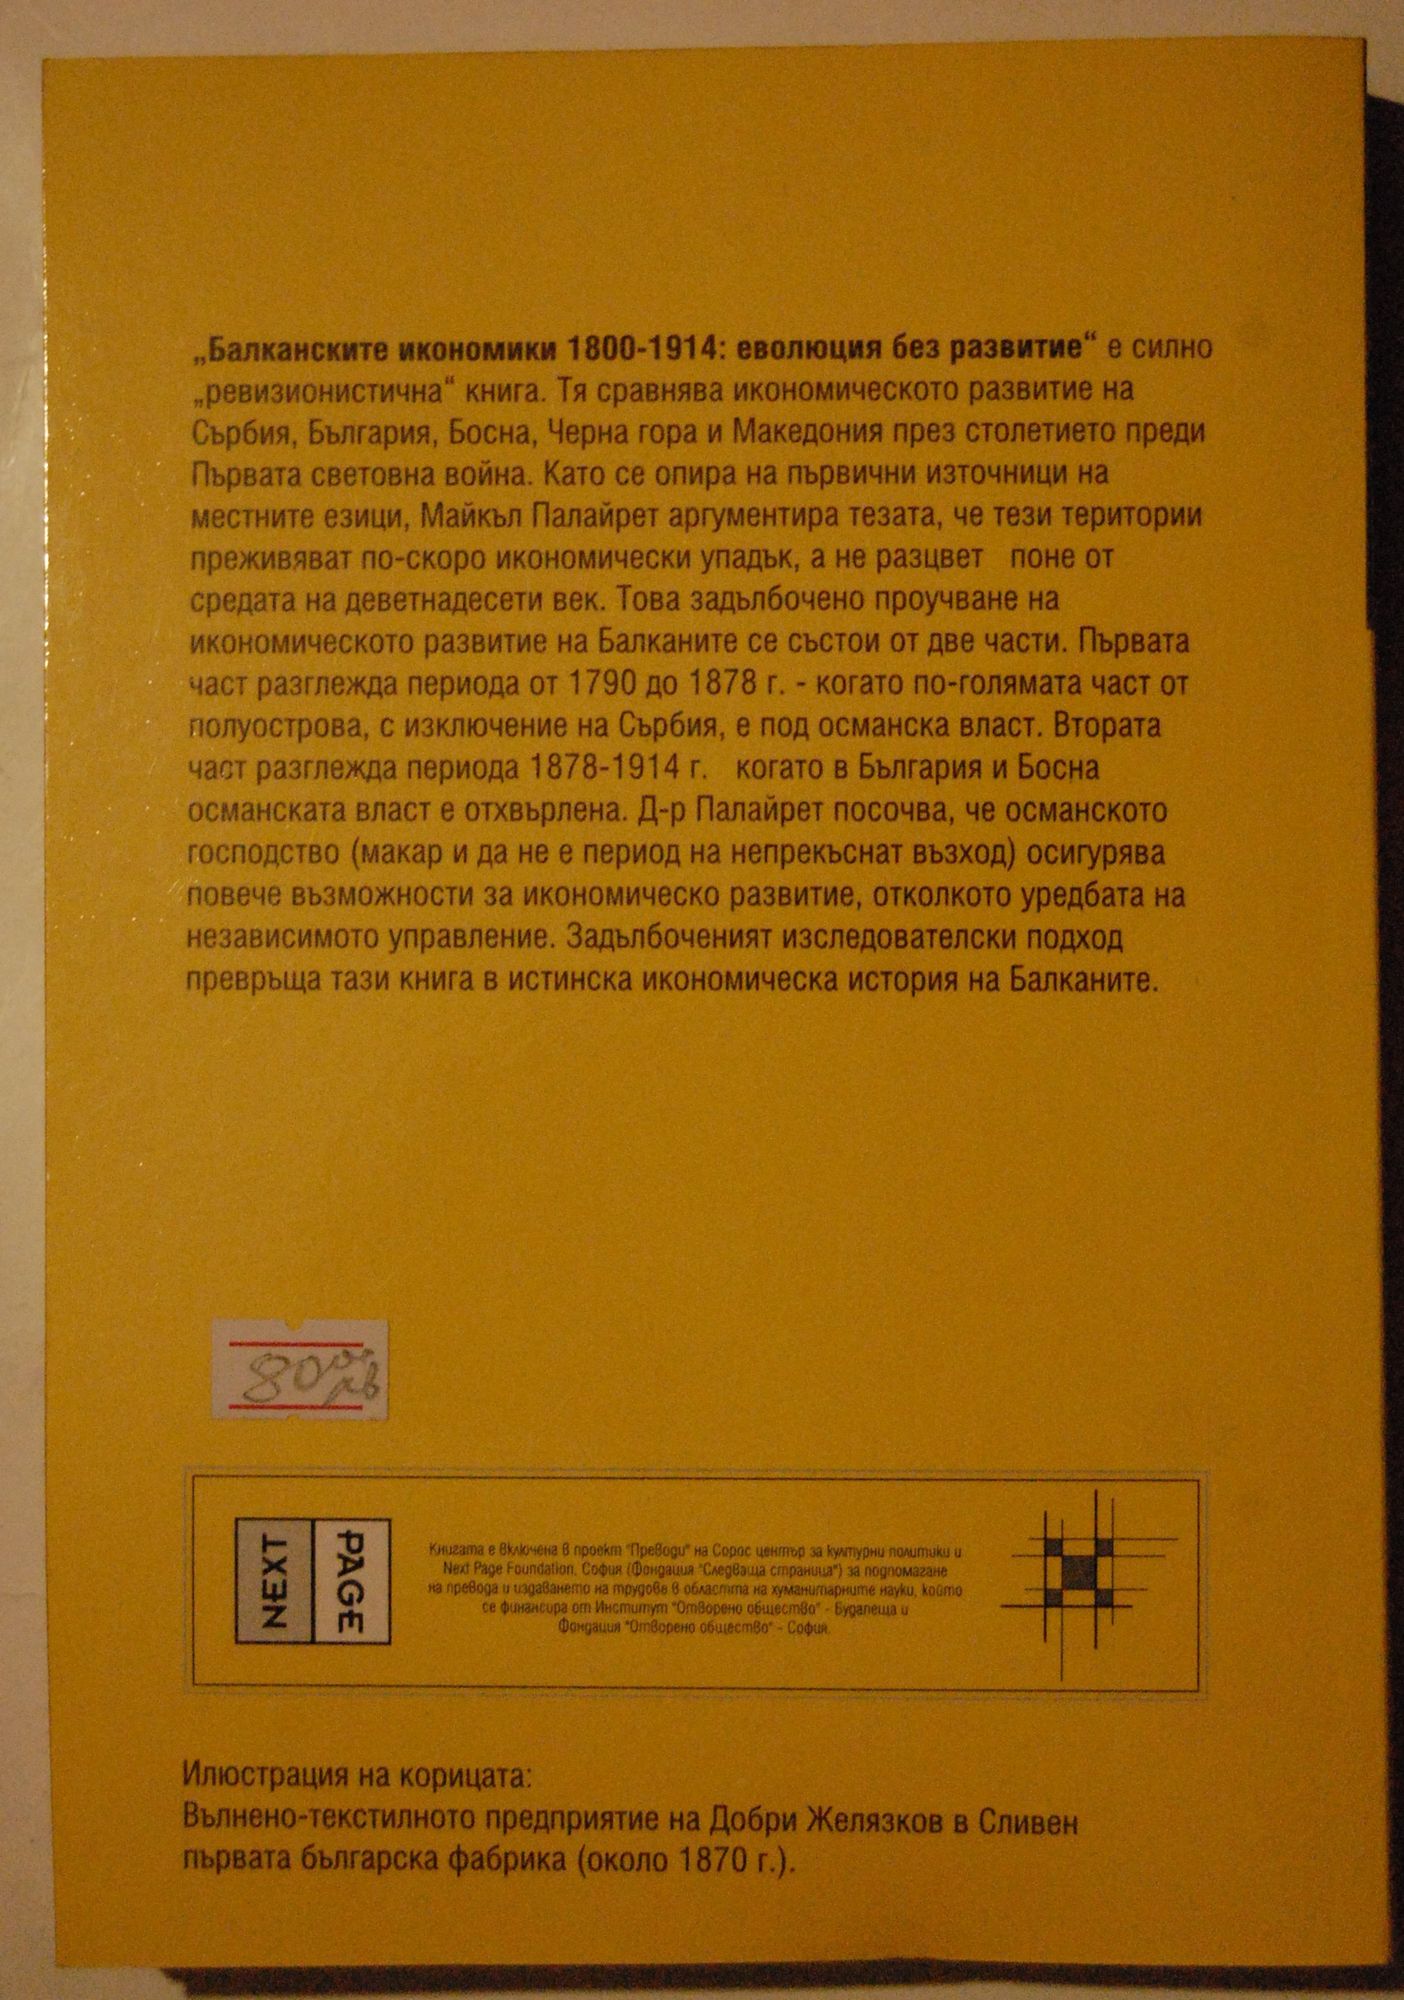 „Балканските икономики 1800-1914: еволюция без развитие“ е силно
„ревизионистична“ книга. Тя сравнява икономическото развитие на
Сърбия, България, Босна, Черна гора и Македония през столетието преди
Първата световна война. Като се опира на първични източници на
местните езици, Майкъл Палайрет аргументира тезата, че тези територии
преживяват по-скоро икономически упадък, а не разцвет   поне от
средата на деветнадесети век. Това задълбочено проучване на
икономическото развитие на Балканите се състои от две части. Първата
част разглежда периода от 1790 до 1878 г. - когато по-голямата част от
полуострова, с изключение на Сърбия, е под османска власт. Втората
част разглежда периода 1878-1914 г.   когато в България и Босна
османската власт е отхвърлена. Д-р Палайрет посочва, че османското
господство (макар и да не е период на непрекъснат възход) осигурява
повече възможности за икономическо развитие, отколкото уредбата на
независимото управление. Задълбоченият изследователски подход
превръща тази книга в истинска икономическа история на Балканите.
80 00 лв
NEXT
PAGE
Книгата е включена в проект "Преводи" на Сорос център за културни политики и
Next Page Foundation, София (Фондация "Следваща страница") за подпомагане
на превода и издаването на трудове в областта на хуманитарните науки, който
се финансира от Институт "Отворено общество" - Будапеща и
Фондация "Отворено общество" - София.
Илюстрация на корицата:
Вълнено-текстилното предприятие на Добри Желязков в Сливен
първата българска фабрика (около 1870 г.).